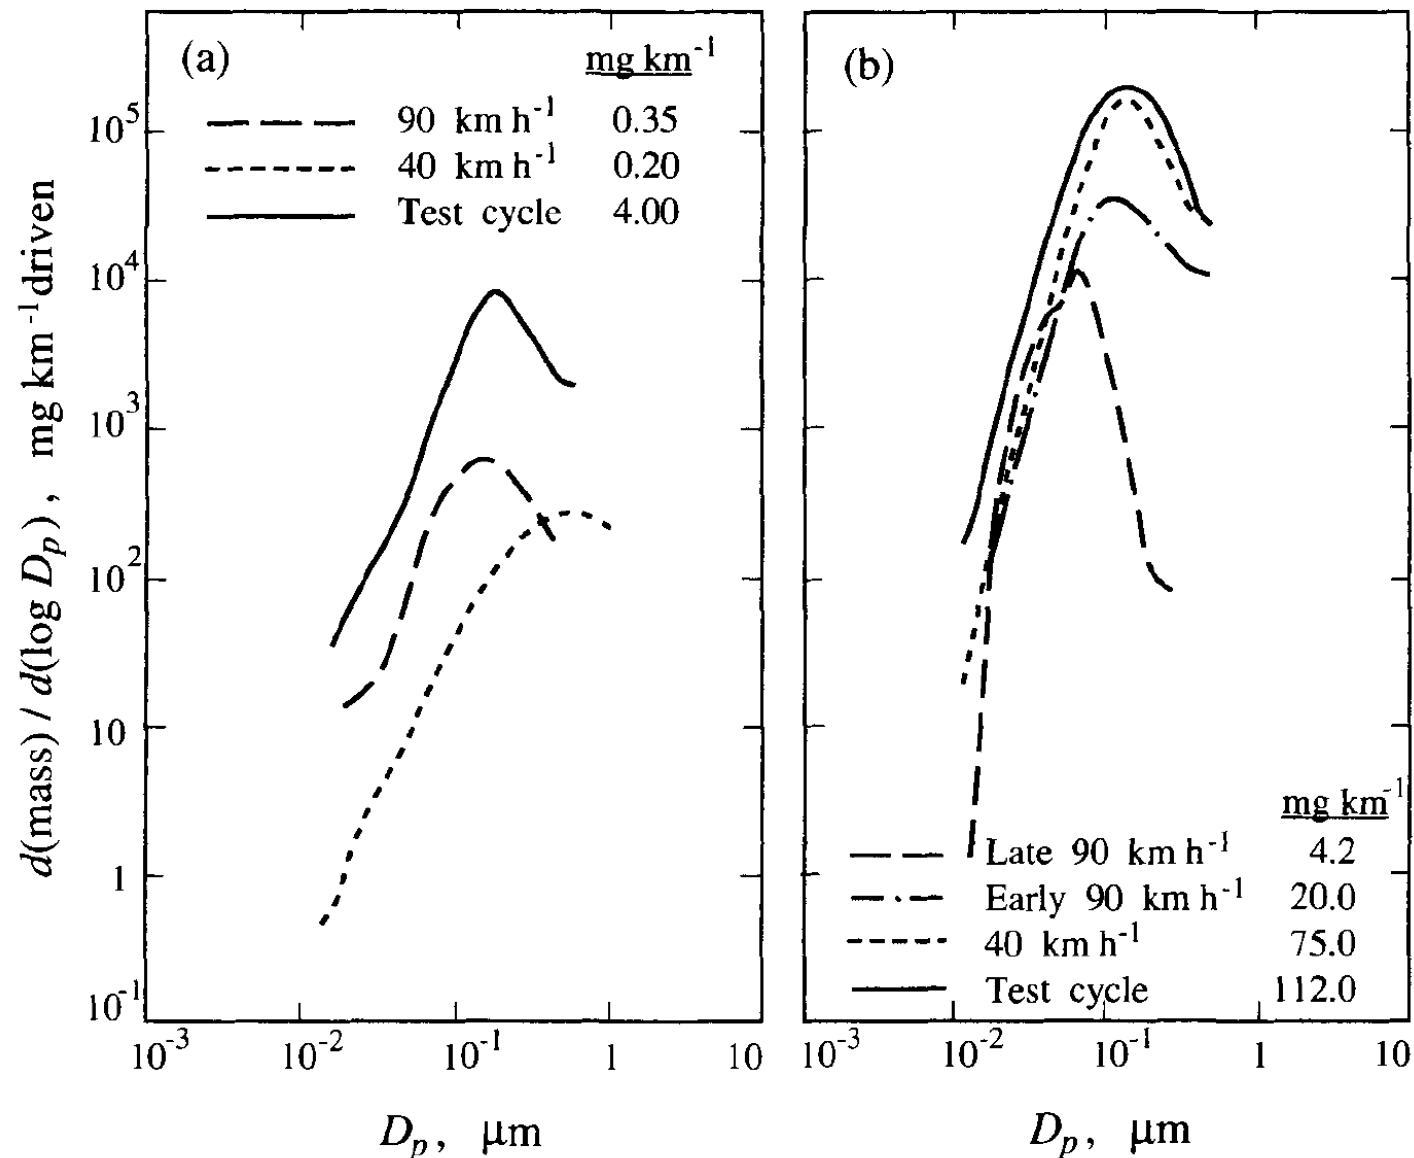 (a)
mg km⁻¹
90 km h⁻¹ 0.35
40 km h⁻¹ 0.20
Test cycle 4.00
(b)
d(mass) / d(log Dₚ) , mg km⁻¹ driven
10⁵
10⁴
10³
10²
10
1
10⁻¹
mg km⁻¹
Late 90 km h⁻¹ 4.2
Early 90 km h⁻¹ 20.0
40 km h⁻¹ 75.0
Test cycle 112.0
10⁻³ 10⁻² 10⁻¹ 1 10
10⁻³ 10⁻² 10⁻¹ 1 10
Dₚ , μm
Dₚ , μm